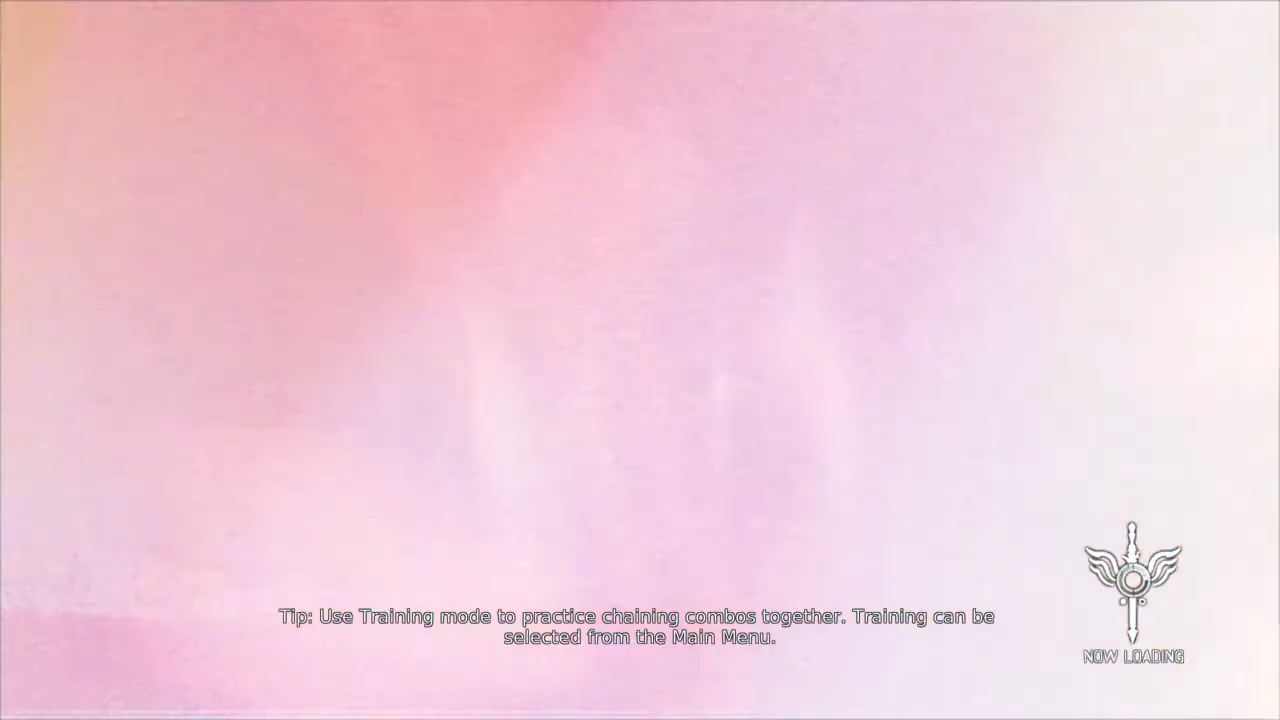 Tip: Use Training mode to practice chaining combos together. Training can be
selected from the Main Menu.
NOW LOADING